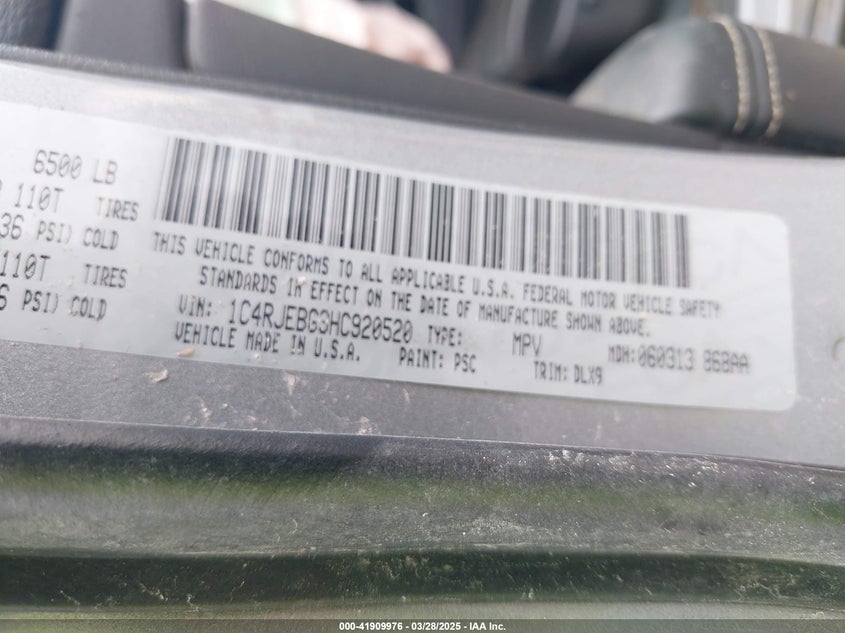 6500 LB
110T TIRES
36 PSI) COLD
110T TIRES
6 PSI) COLD
THIS VEHICLE CONFORMS TO ALL APPLICABLE U.S.A. FEDERAL MOTOR VEHICLE SAFETY
STANDARDS IN EFFECT ON THE DATE OF MANUFACTURE SHOWN ABOVE.
VIN: 1C4RJEBG3HC920520 TYPE: MPV MDH: 060313 868AA
VEHICLE MADE IN U.S.A. PAINT: PSC TRIM: DLX9
000-41909976 | 03/28/2025 - IAA Inc.